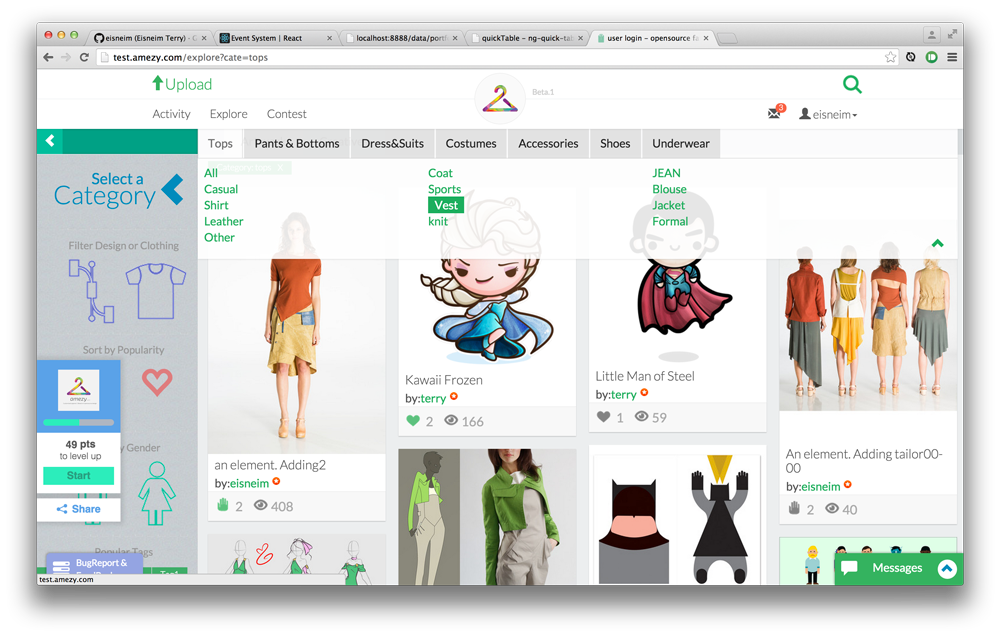 eisneim (Eisneim Terry) - G
Event System | React
localhost:8888/data/portf
quickTable – ng-quick-tab
user login – opensource fa
test.amezy.com/explore?cate=tops
Upload
Beta.1
Activity
Explore
Contest
3
eisneim
Tops
Pants & Bottoms
Dress&Suits
Costumes
Accessories
Shoes
Underwear
All
Casual
Shirt
Leather
Other
Coat
Sports
Vest
knit
JEAN
Blouse
Jacket
Formal
Select a
Category
Filter Design or Clothing
Sort by Popularity
amezy
49 pts
to level up
Start
y Gender
Share
Popular Tags
BugReport &
test.amezy.com
an element. Adding2
by:eisneim
2 408
Kawaii Frozen
by:terry
2 166
Little Man of Steel
by:terry
1 59
An element. Adding tailor00-
00
by:eisneim
2 40
Messages